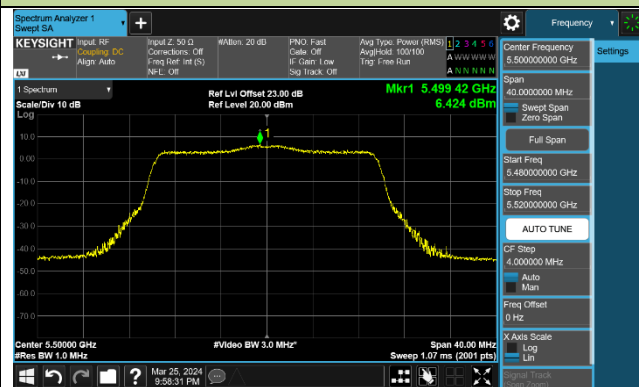 Spectrum Analyzer 1
Swept SA
Frequency
KEYSIGHT
Input: RF
Coupling: DC
Align: Auto
Input Z: 50 Ω
Corrections: Off
Freq Ref: Int (S)
NFE: Off
#Atten: 20 dB
PNO: Fast
Gate: Off
IF Gain: Low
Sig Track: Off
Avg Type: Power (RMS)
Avg|Hold: 100/100
Trig: Free Run
1 2 3 4 5 6
A W W W W W
A N N N N N
LXI
1 Spectrum
Scale/Div 10 dB
Log
Ref Lvl Offset 23.00 dB
Ref Level 20.00 dBm
Mkr1 5.499 42 GHz
6.424 dBm
1
10.0
0.00
-10.0
-20.0
-30.0
-40.0
-50.0
-60.0
-70.0
Center 5.50000 GHz
#Res BW 1.0 MHz
#Video BW 3.0 MHz*
Span 40.00 MHz
Sweep 1.07 ms (2001 pts)
Center Frequency
5.500000000 GHz
Settings
Span
40.0000000 MHz
Swept Span
Zero Span
Full Span
Start Freq
5.480000000 GHz
Stop Freq
5.520000000 GHz
AUTO TUNE
CF Step
4.000000 MHz
Auto
Man
Freq Offset
0 Hz
X Axis Scale
Log
Lin
Signal Track
(Span Zoom)
?
Mar 25, 2024
9:58:31 PM